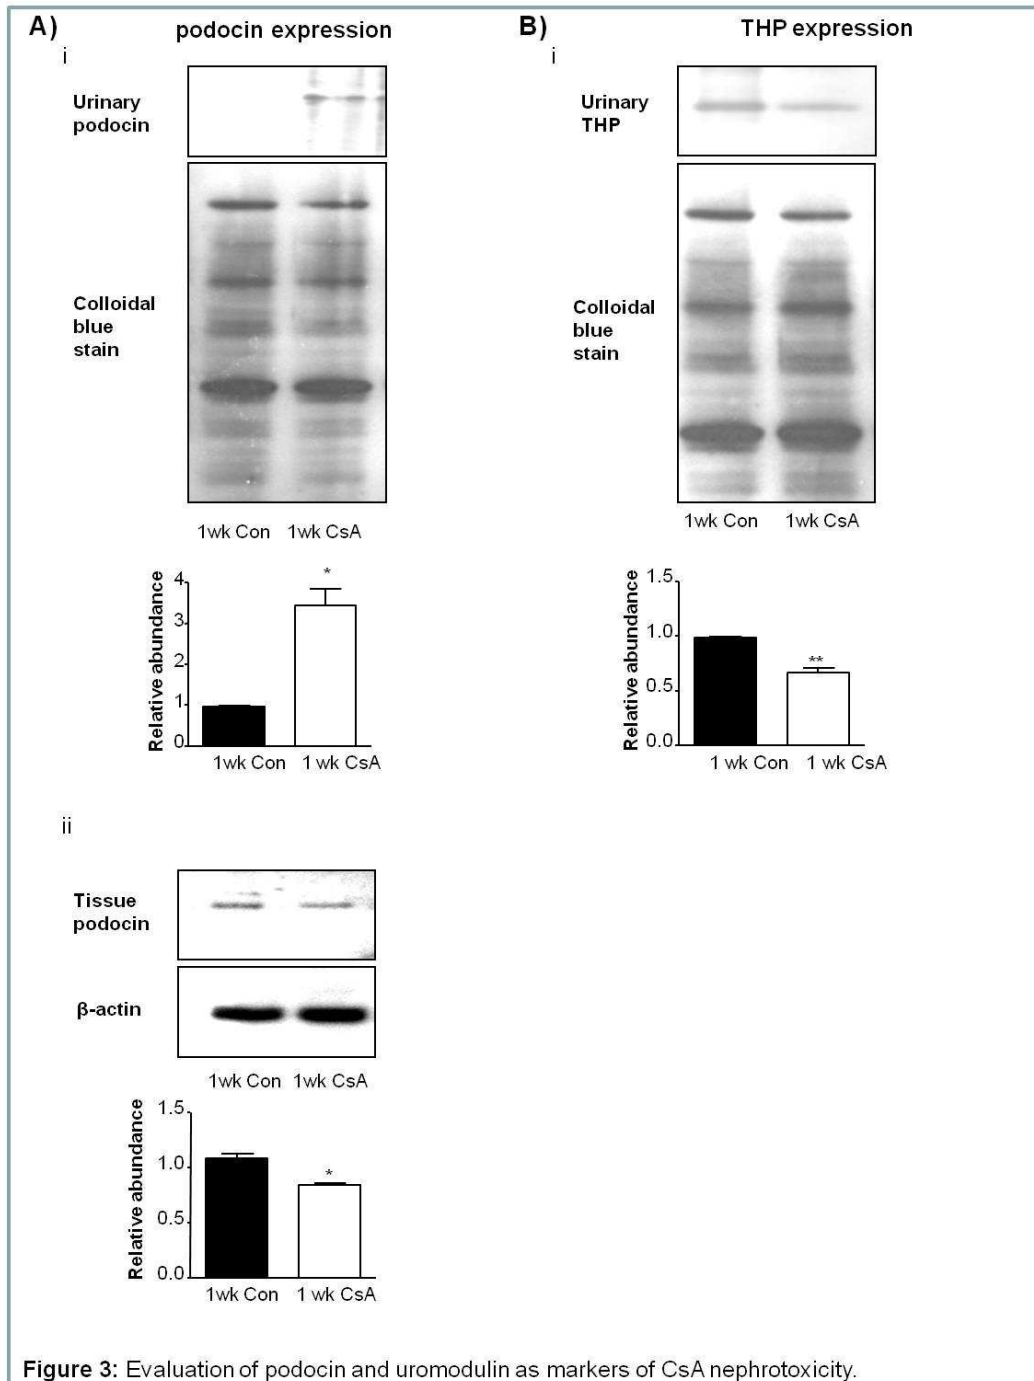 A) podocin expression
i
Urinary
podocin
Colloidal
blue
stain
1wk Con 1wk CsA
Relative abundance
4
3
2
1
0
*
1wk Con 1 wk CsA
ii
Tissue
podocin
β-actin
1wk Con 1wk CsA
Relative abundance
1.5
1.0
0.5
0.0
*
1wk Con 1 wk CsA
B) THP expression
i
Urinary
THP
Colloidal
blue
stain
1wk Con 1wk CsA
Relative abundance
1.5
1.0
0.5
0.0
**
1wk Con 1 wk CsA
Figure 3: Evaluation of podocin and uromodulin as markers of CsA nephrotoxicity.